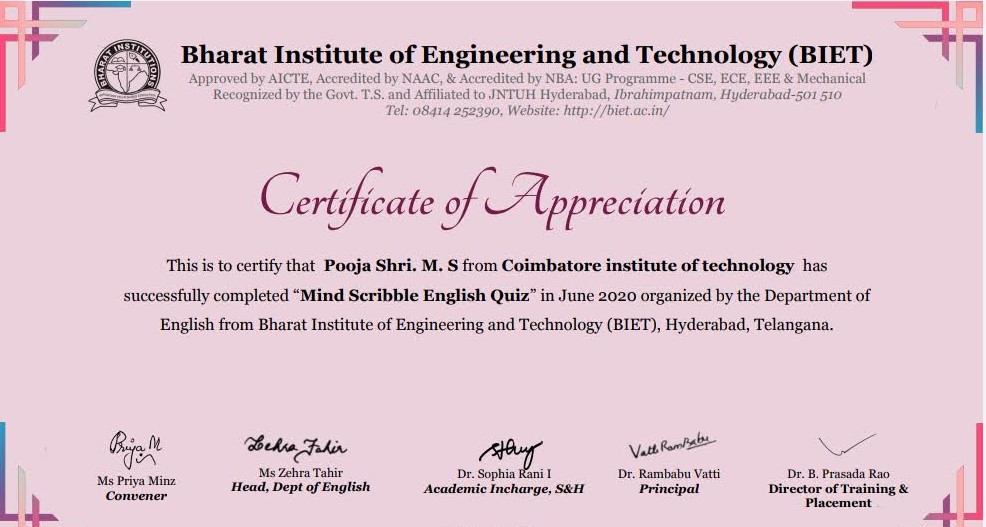 BHARAT INSTITUTIONS
Bharat Institute of Engineering and Technology (BIET)
Approved by AICTE, Accredited by NAAC, & Accredited by NBA: UG Programme - CSE, ECE, EEE & Mechanical
Recognized by the Govt. T.S. and Affiliated to JNTUH Hyderabad, Ibrahimpatnam, Hyderabad-501 510
Tel: 08414 252390, Website: http://biet.ac.in/
Certificate of Appreciation
This is to certify that Pooja Shri. M. S from Coimbatore institute of technology has
successfully completed “Mind Scribble English Quiz” in June 2020 organized by the Department of
English from Bharat Institute of Engineering and Technology (BIET), Hyderabad, Telangana.
Priya M
Zehra Tahir
Vatti RamBabu
Ms Priya Minz
Convener
Ms Zehra Tahir
Head, Dept of English
Dr. Sophia Rani I
Academic Incharge, S&H
Dr. Rambabu Vatti
Principal
Dr. B. Prasada Rao
Director of Training &
Placement